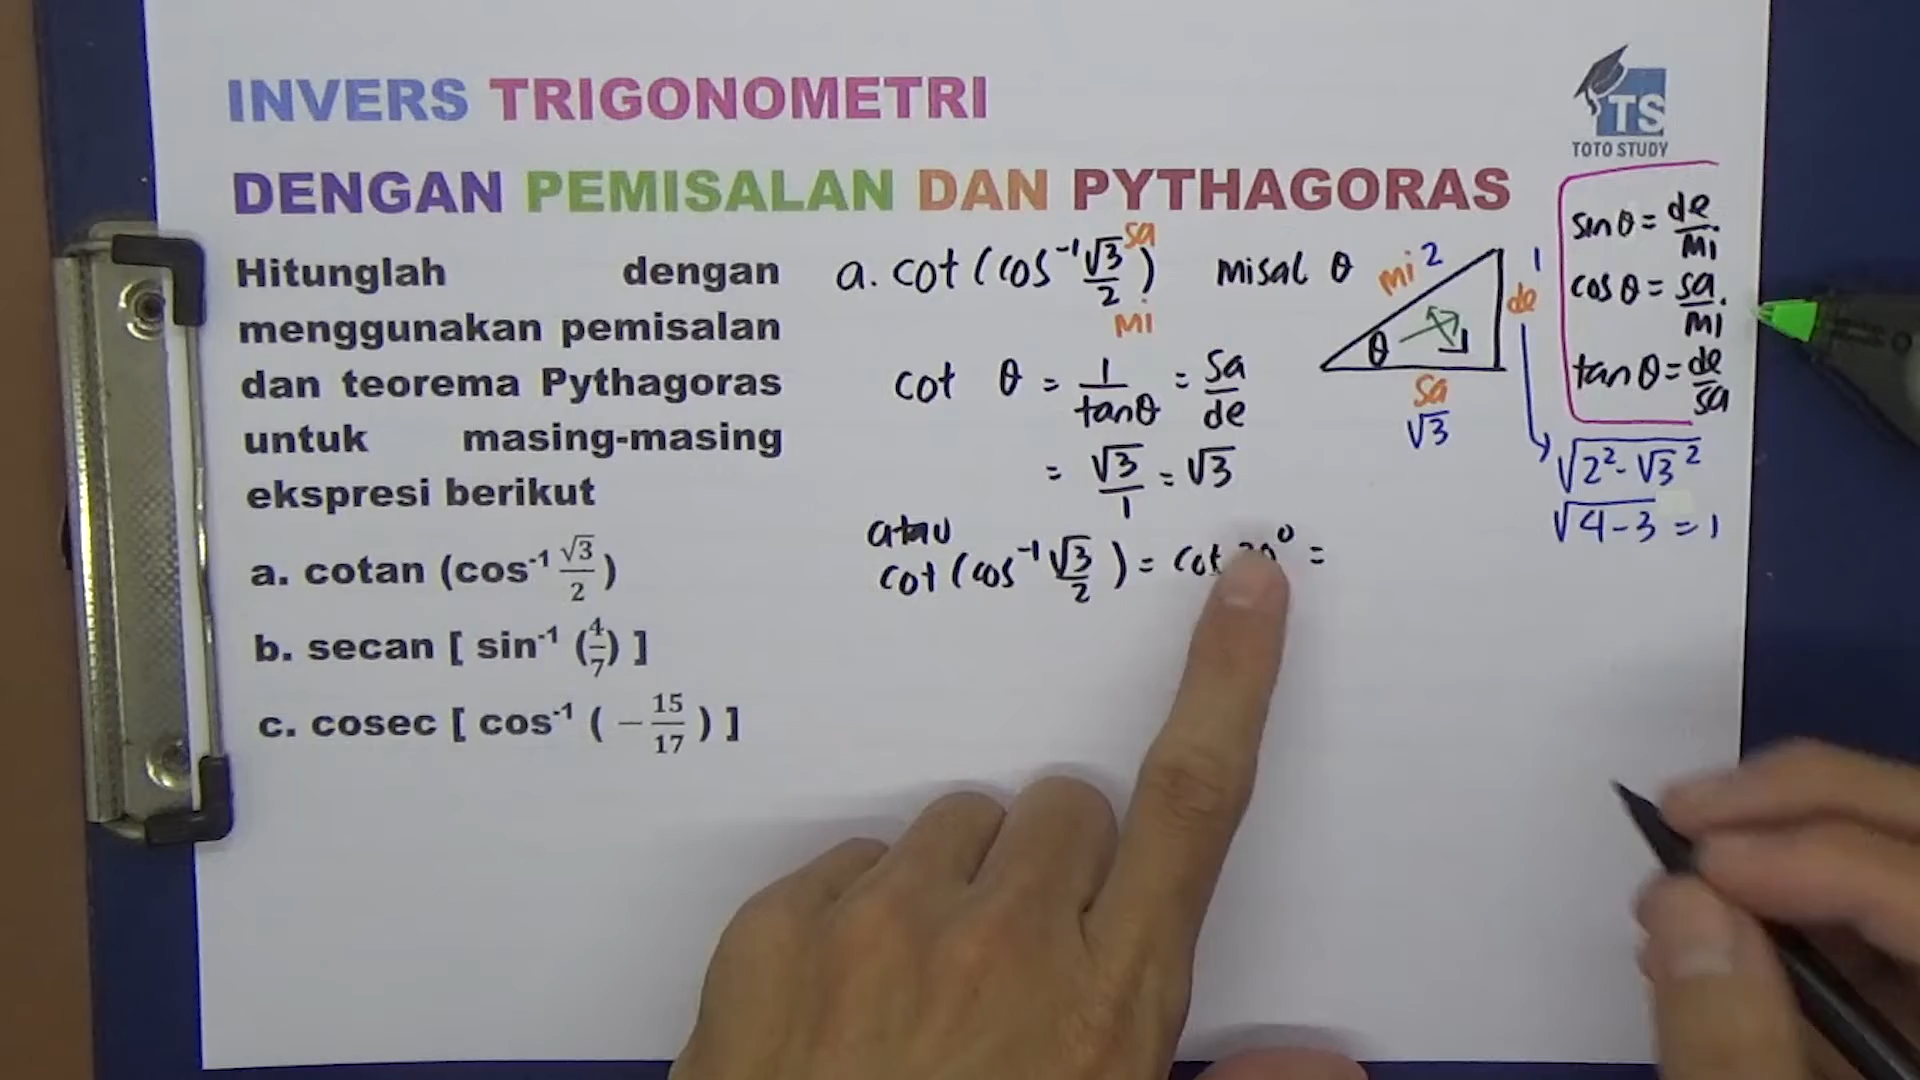 INVERS TRIGONOMETRI
DENGAN PEMISALAN DAN PYTHAGORAS
TS
TOTO STUDY
Hitunglah dengan
menggunakan pemisalan
dan teorema Pythagoras
untuk masing-masing
ekspresi berikut
a. cotan (cos⁻¹ √3/2)
b. secan [ sin⁻¹ (4/7) ]
c. cosec [ cos⁻¹ ( −15/17 ) ]
a. cot (cos⁻¹ √3/2)
sa
mi
misal θ
cot θ = 1/tanθ = sa/de
= √3/1 = √3
atau
cot (cos⁻¹ √3/2) = cot 0° =
mi 2
1
de
θ
sa
√3
sin θ = de/mi
cos θ = sa/mi
tan θ = de/sa
√2² - √3²
√4 - 3 = 1